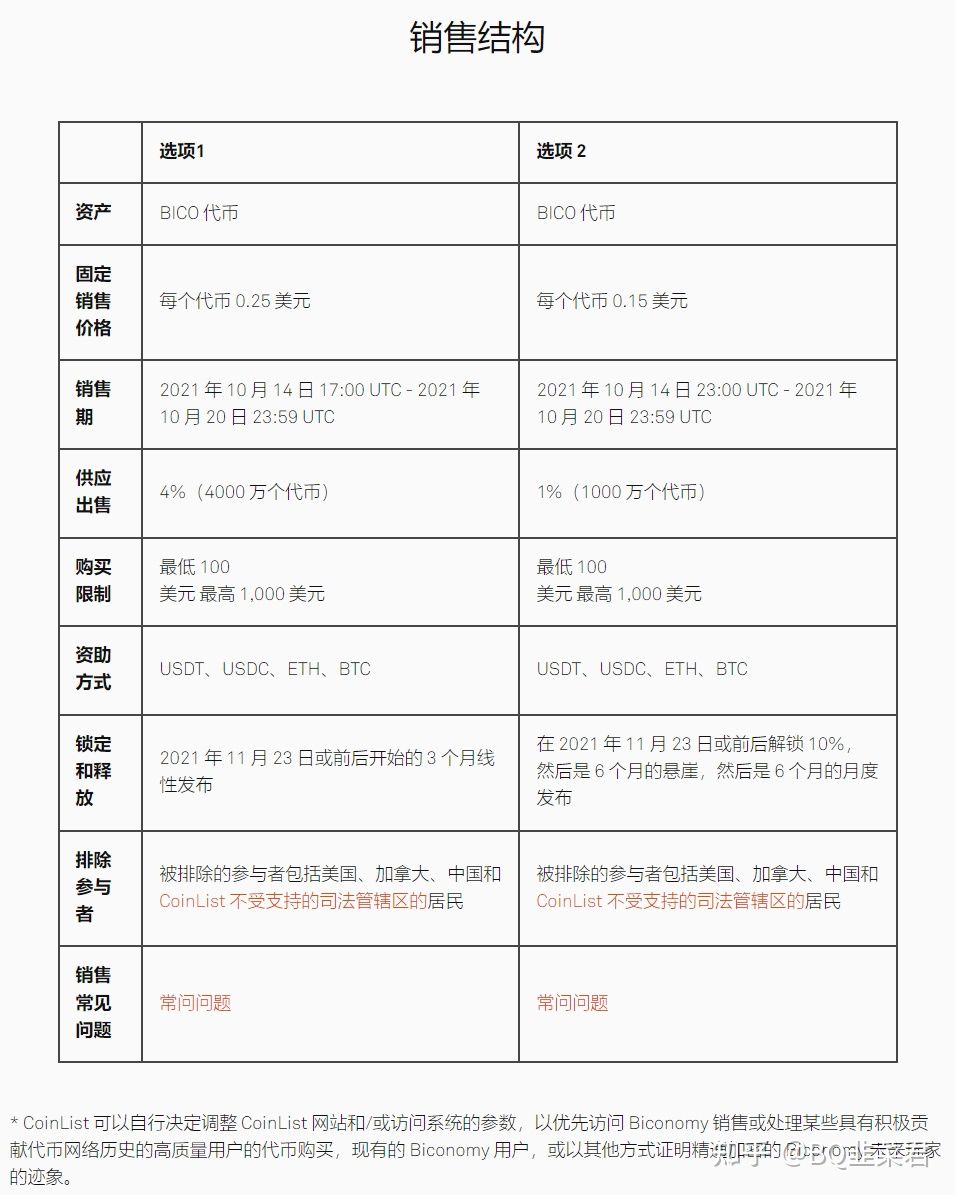 销售结构
选项1
选项 2
资产
BICO 代币
BICO 代币
固定
销售
价格
每个代币 0.25 美元
每个代币 0.15 美元
销售
期
2021 年 10 月 14 日 17:00 UTC - 2021 年
10 月 20 日 23:59 UTC
2021 年 10 月 14 日 23:00 UTC - 2021 年
10 月 20 日 23:59 UTC
供应
出售
4%（4000 万个代币）
1%（1000 万个代币）
购买
限制
最低 100
美元 最高 1,000 美元
最低 100
美元 最高 1,000 美元
资助
方式
USDT、USDC、ETH、BTC
USDT、USDC、ETH、BTC
锁定
和释
放
2021 年 11 月 23 日或前后开始的 3 个月线
性发布
在 2021 年 11 月 23 日或前后解锁 10%，
然后是 6 个月的悬崖，然后是 6 个月的月度
发布
排除
参与
者
被排除的参与者包括美国、加拿大、中国和
CoinList 不受支持的司法管辖区的居民
被排除的参与者包括美国、加拿大、中国和
CoinList 不受支持的司法管辖区的居民
销售
常见
问题
常问问题
常问问题
* CoinList 可以自行决定调整 CoinList 网站和/或访问系统的参数，以优先访问 Biconomy 销售或处理某些具有积极贡
献代币网络历史的高质量用户的代币购买，现有的 Biconomy 用户，或以其他方式证明精通加密的 Biconomy 未来玩家
的迹象。
知乎 @BQ韭菜君